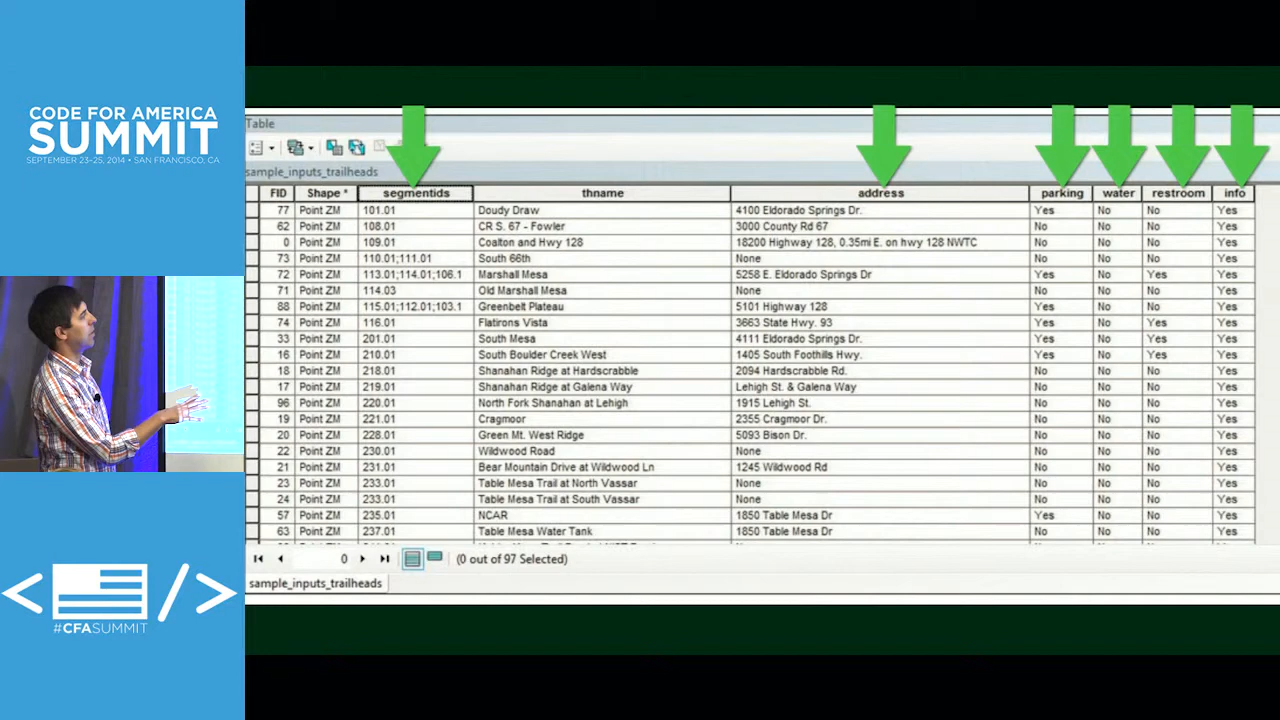 CODE FOR AMERICA
SUMMIT
SEPTEMBER 23-25, 2014 • SAN FRANCISCO, CA
Table
sample_inputs_trailheads
FID Shape * segmentids thname address parking water restroom info
77 Point ZM 101.01 Doudy Draw 4100 Eldorado Springs Dr. Yes No No Yes
62 Point ZM 108.01 CR S. 67 - Fowler 3000 County Rd 67 No No No Yes
0 Point ZM 109.01 Coalton and Hwy 128 18200 Highway 128, 0.35mi E. on hwy 128 NWTC No No No Yes
73 Point ZM 110.01;111.01 South 66th None No No No Yes
72 Point ZM 113.01;114.01;106.1 Marshall Mesa 5258 E. Eldorado Springs Dr Yes No Yes Yes
71 Point ZM 114.03 Old Marshall Mesa None No No No Yes
88 Point ZM 115.01;112.01;103.1 Greenbelt Plateau 5101 Highway 128 Yes No No Yes
74 Point ZM 116.01 Flatirons Vista 3663 State Hwy. 93 Yes No Yes Yes
33 Point ZM 201.01 South Mesa 4111 Eldorado Springs Dr. Yes No Yes Yes
16 Point ZM 210.01 South Boulder Creek West 1405 South Foothills Hwy. Yes No Yes Yes
18 Point ZM 218.01 Shanahan Ridge at Hardscrabble 2094 Hardscrabble Rd. No No No Yes
17 Point ZM 219.01 Shanahan Ridge at Galena Way Lehigh St. & Galena Way No No No Yes
96 Point ZM 220.01 North Fork Shanahan at Lehigh 1915 Lehigh St. No No No Yes
19 Point ZM 221.01 Cragmoor 2355 Cragmoor Dr. No No No Yes
20 Point ZM 228.01 Green Mt. West Ridge 5093 Bison Dr. No No No Yes
22 Point ZM 230.01 Wildwood Road None No No No Yes
21 Point ZM 231.01 Bear Mountain Drive at Wildwood Ln 1245 Wildwood Rd No No No Yes
23 Point ZM 233.01 Table Mesa Trail at North Vassar None No No No Yes
24 Point ZM 233.01 Table Mesa Trail at South Vassar None No No No Yes
57 Point ZM 235.01 NCAR 1850 Table Mesa Dr Yes No No Yes
63 Point ZM 237.01 Table Mesa Water Tank 1850 Table Mesa Dr No No No Yes
0 (0 out of 97 Selected)
sample_inputs_trailheads
#CFASUMMIT